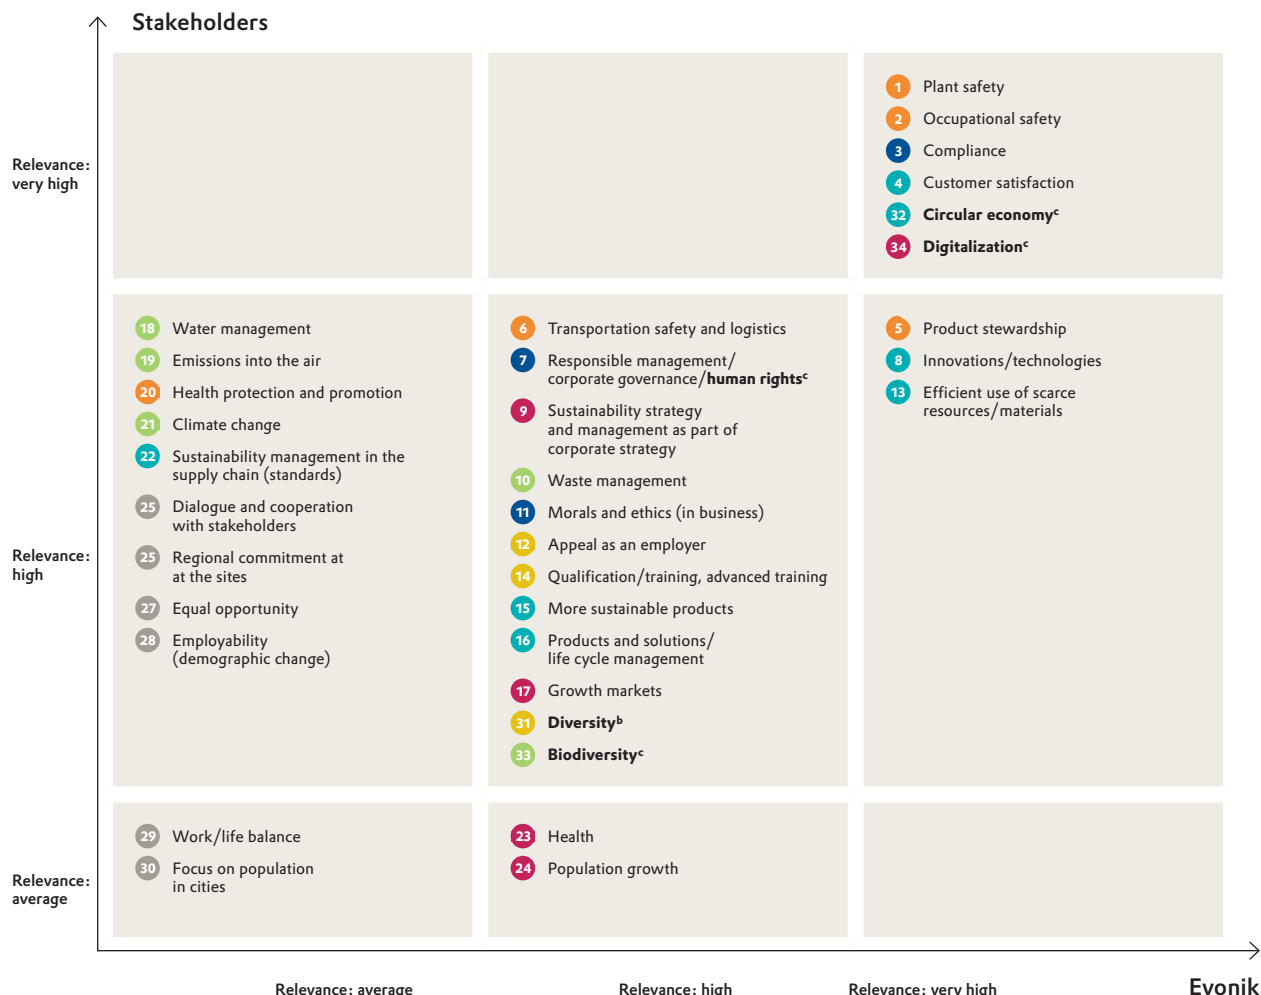 Stakeholders
Relevance:
very high
1 Plant safety
2 Occupational safety
3 Compliance
4 Customer satisfaction
32 Circular economyᶜ
34 Digitalizationᶜ
Relevance:
high
18 Water management
19 Emissions into the air
20 Health protection and promotion
21 Climate change
22 Sustainability management in the
supply chain (standards)
25 Dialogue and cooperation
with stakeholders
25 Regional commitment at
at the sites
27 Equal opportunity
28 Employability
(demographic change)
6 Transportation safety and logistics
7 Responsible management/
corporate governance/human rightsᶜ
9 Sustainability strategy
and management as part of
corporate strategy
10 Waste management
11 Morals and ethics (in business)
12 Appeal as an employer
14 Qualification/training, advanced training
15 More sustainable products
16 Products and solutions/
life cycle management
17 Growth markets
31 Diversityᵇ
33 Biodiversityᶜ
5 Product stewardship
8 Innovations/technologies
13 Efficient use of scarce
resources/materials
Relevance:
average
29 Work/life balance
30 Focus on population
in cities
23 Health
24 Population growth
Relevance: average
Relevance: high
Relevance: very high
Evonik